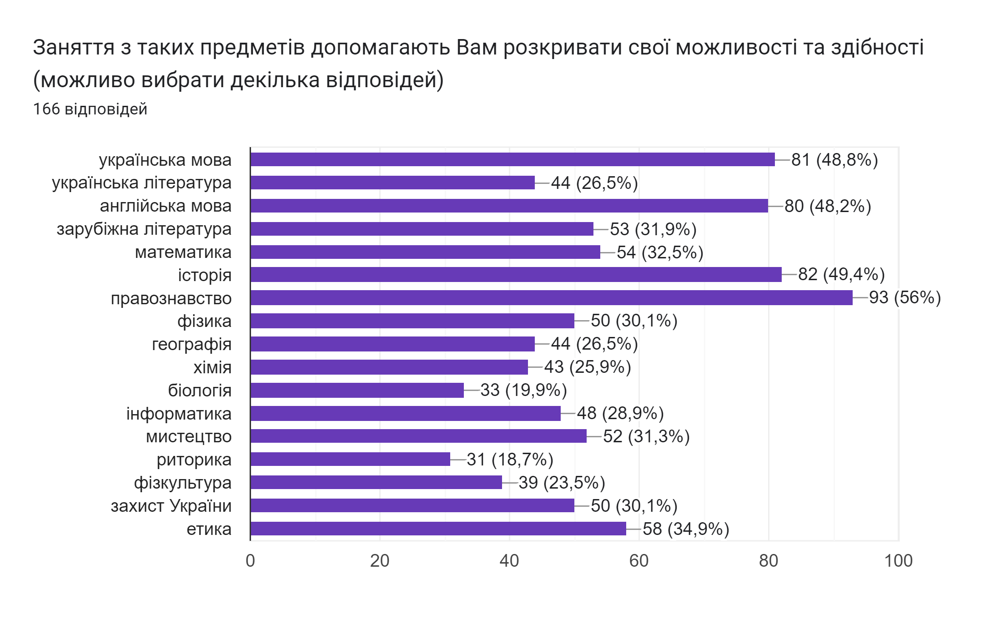 Заняття з таких предметів допомагають Вам розкривати свої можливості та здібності
(можливо вибрати декілька відповідей)
166 відповідей
українська мова 81 (48,8%)
українська література 44 (26,5%)
англійська мова 80 (48,2%)
зарубіжна література 53 (31,9%)
математика 54 (32,5%)
історія 82 (49,4%)
правознавство 93 (56%)
фізика 50 (30,1%)
географія 44 (26,5%)
хімія 43 (25,9%)
біологія 33 (19,9%)
інформатика 48 (28,9%)
мистецтво 52 (31,3%)
риторика 31 (18,7%)
фізкультура 39 (23,5%)
захист України 50 (30,1%)
етика 58 (34,9%)
0 20 40 60 80 100